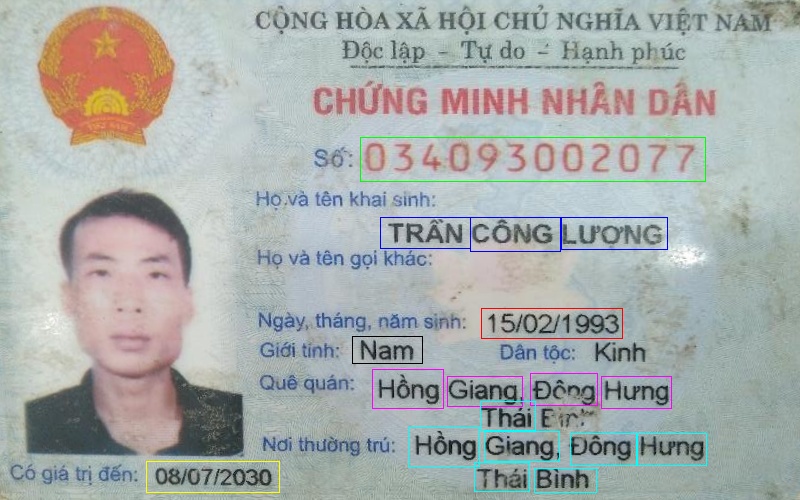 CỘNG HÒA XÃ HỘI CHỦ NGHĨA VIỆT NAM
Độc lập - Tự do - Hạnh phúc
CHỨNG MINH NHÂN DÂN
Số: 034093002077
Họ và tên khai sinh:
TRẦN CÔNG LƯỢNG
Họ và tên gọi khác:
Ngày, tháng, năm sinh: 15/02/1993
Giới tính: Nam Dân tộc: Kinh
Quê quán: Hồng Giang, Đông Hưng
Thái Bình
Nơi thường trú: Hồng Giang, Đông Hưng
Thái Bình
Có giá trị đến: 08/07/2030